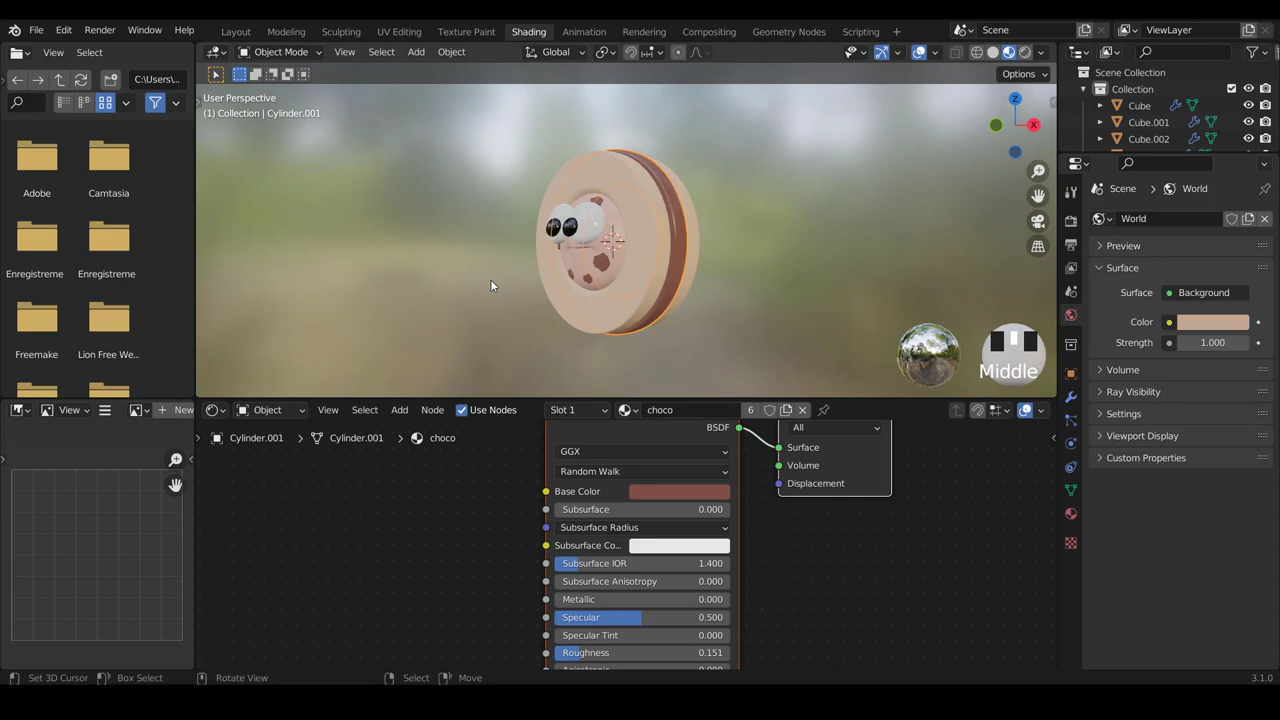 File Edit Render Window Help Layout Modeling Sculpting UV Editing Texture Paint Shading Animation Rendering Compositing Geometry Nodes Scripting Scene ViewLayer
View Select Object Mode View Select Add Object Global
C:\Users\... Options
User Perspective
(1) Collection | Cylinder.001
Z
X
Adobe Camtasia
Enregistreme Enregistreme
Freemake Lion Free We...
Middle
Scene Collection
Collection
Cube
Cube.001
Cube.002
Scene World
World
Preview
Surface
Surface Background
Color
Strength 1.000
Volume
Ray Visibility
Settings
Viewport Display
Custom Properties
View New Object View Select Add Node Use Nodes Slot 1 choco 6
Cylinder.001 Cylinder.001 choco
BSDF
GGX
Random Walk
Base Color
Subsurface 0.000
Subsurface Radius
Subsurface Co...
Subsurface IOR 1.400
Subsurface Anisotropy 0.000
Metallic 0.000
Specular 0.500
Specular Tint 0.000
Roughness 0.151
Anisotropic 0.000
All
Surface
Volume
Displacement
Set 3D Cursor Box Select Rotate View Select Move 3.1.0